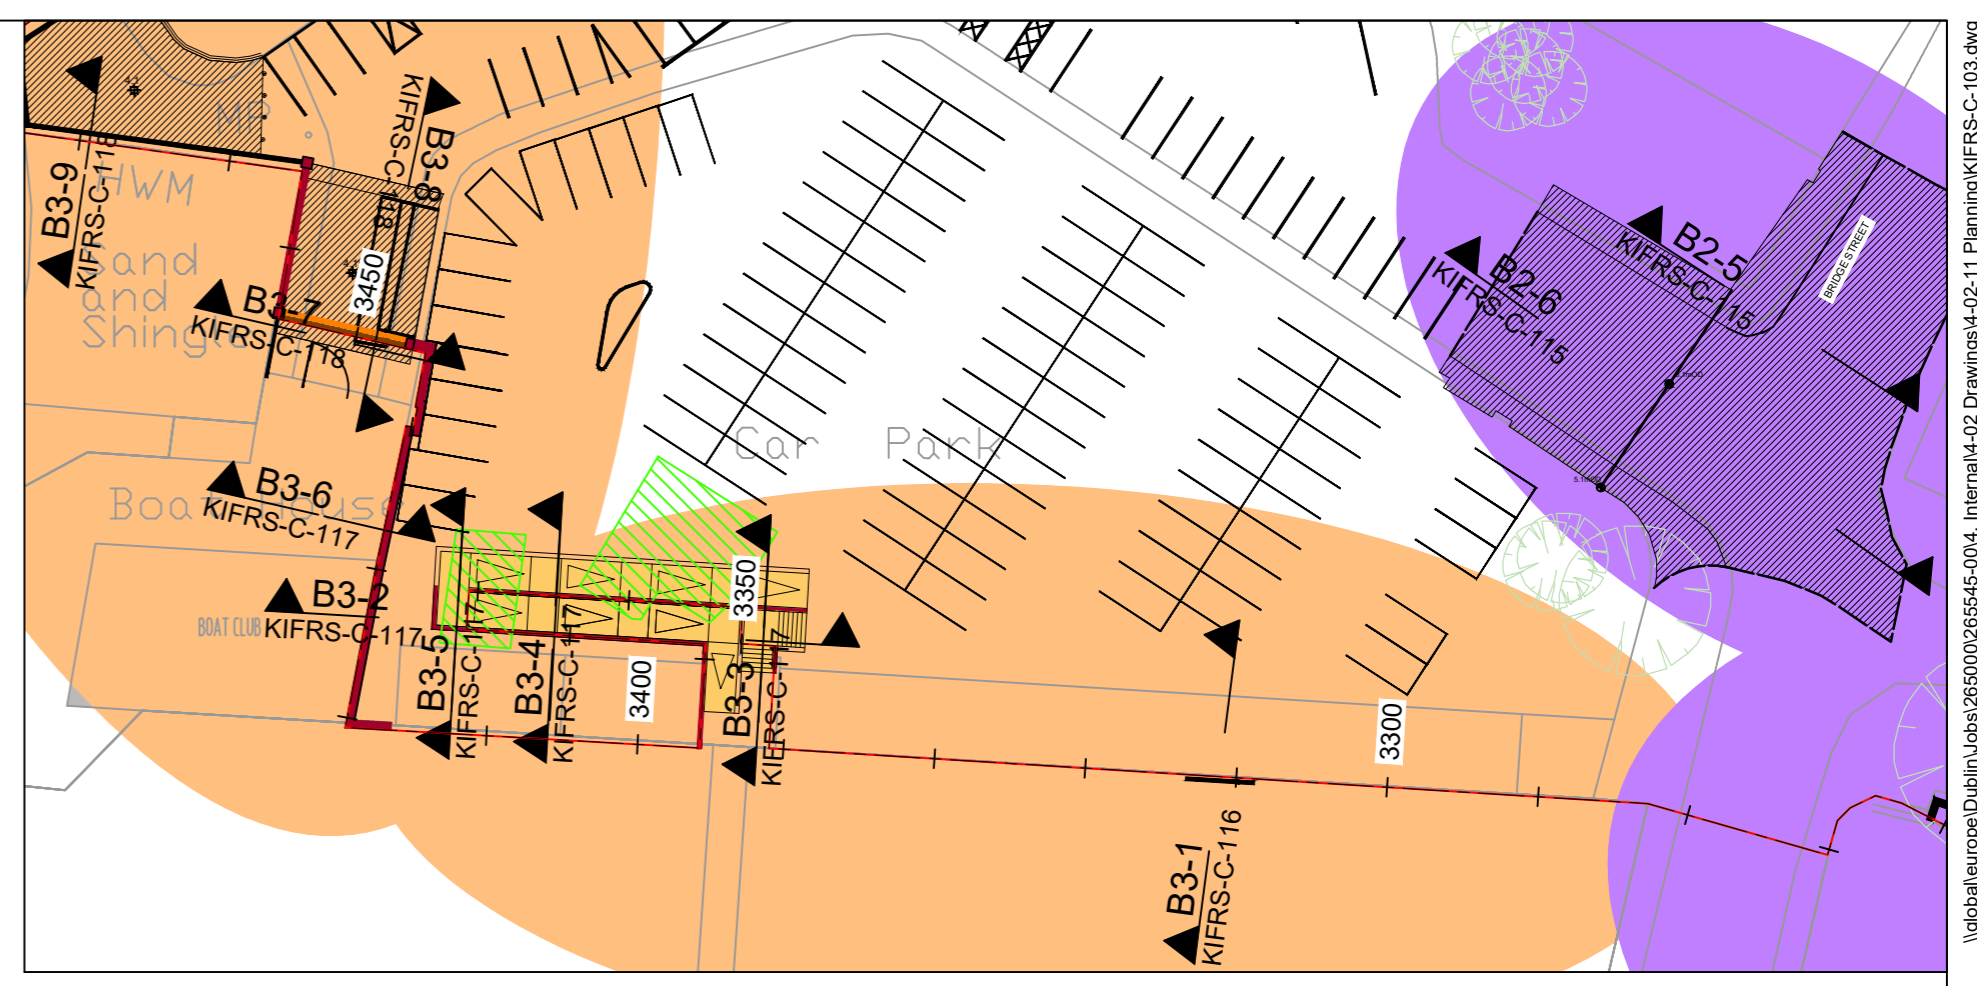 MP
HWM
Sand
and
Shingle
B3-9
KIFRS-C-118
B3-8
KIFRS-C-118
3450
B3-7
KIFRS-C-118
Car Park
B3-6
KIFRS-C-117
Boat House
B3-2
KIFRS-C-117
BOAT CLUB
B3-5
KIFRS-C-117
B3-4
KIFRS-C-117
3400
3350
B3-3
KIFRS-C-117
B3-1
KIFRS-C-116
3300
B2-5
KIFRS-C-115
B2-6
KIFRS-C-115
BRIDGE STREET
\\global\europe\Dublin\Jobs\265000\265545-00\4. Internal\4-02 Drawings\4-02-11 Planning\KIFRS-C-103.dwg